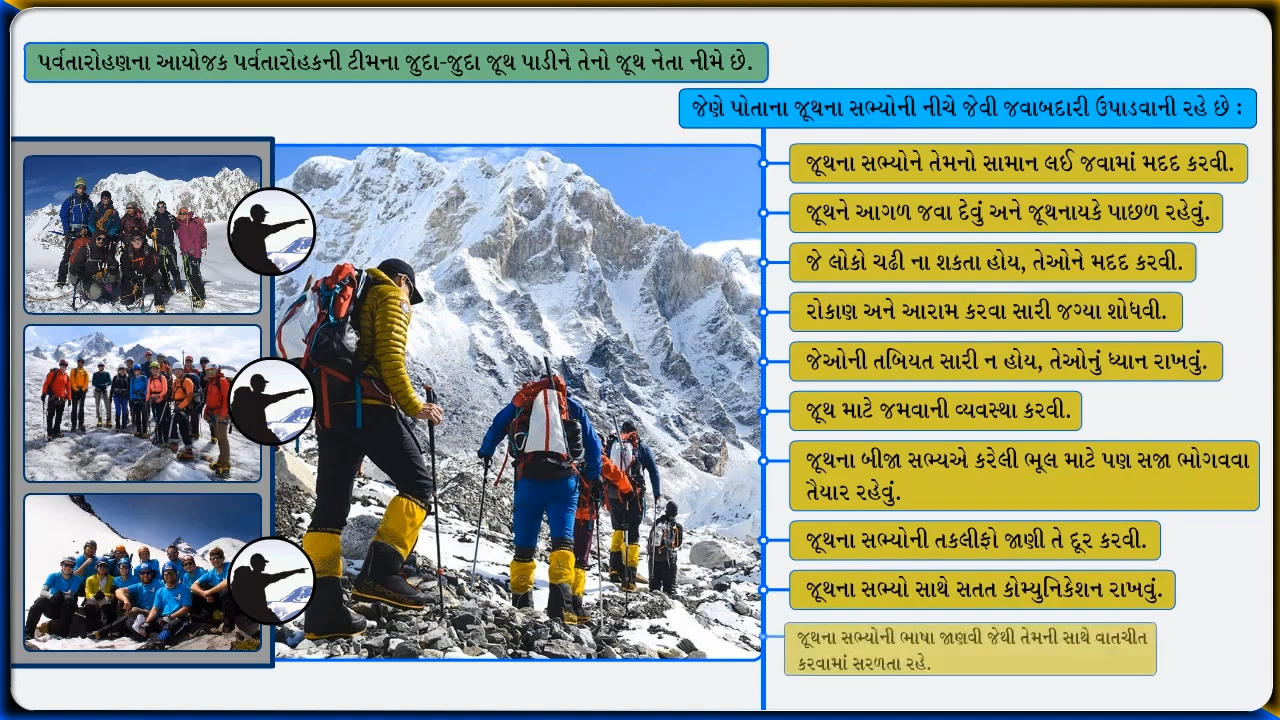 પર્વતારોહણના આયોજક પર્વતારોહકની ટીમના જુદા-જુદા જૂથ પાડીને તેનો જૂથ નેતા નીમે છે.
જેણે પોતાના જૂથના સભ્યોની નીચે જેવી જવાબદારી ઉપાડવાની રહે છે :
જૂથના સભ્યોને તેમનો સામાન લઈ જવામાં મદદ કરવી.
જૂથને આગળ જવા દેવું અને જૂથનાયકે પાછળ રહેવું.
જે લોકો ચઢી ના શકતા હોય, તેઓને મદદ કરવી.
રોકાણ અને આરામ કરવા સારી જગ્યા શોધવી.
જેઓની તબિયત સારી ન હોય, તેઓનું ધ્યાન રાખવું.
જૂથ માટે જમવાની વ્યવસ્થા કરવી.
જૂથના બીજા સભ્યએ કરેલી ભૂલ માટે પણ સજા ભોગવવા
તૈયાર રહેવું.
જૂથના સભ્યોની તકલીફો જાણી તે દૂર કરવી.
જૂથના સભ્યો સાથે સતત કોમ્યુનિકેશન રાખવું.
જૂથના સભ્યોની ભાષા જાણવી જેથી તેમની સાથે વાતચીત
કરવામાં સરળતા રહે.